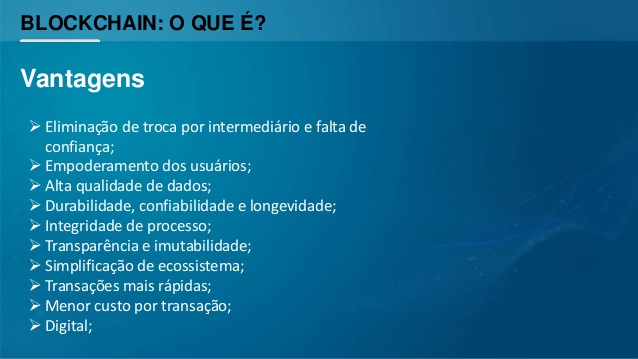 BLOCKCHAIN: O QUE É?
Vantagens
➢ Eliminação de troca por intermediário e falta de
confiança;
➢ Empoderamento dos usuários;
➢ Alta qualidade de dados;
➢ Durabilidade, confiabilidade e longevidade;
➢ Integridade de processo;
➢ Transparência e imutabilidade;
➢ Simplificação de ecossistema;
➢ Transações mais rápidas;
➢ Menor custo por transação;
➢ Digital;